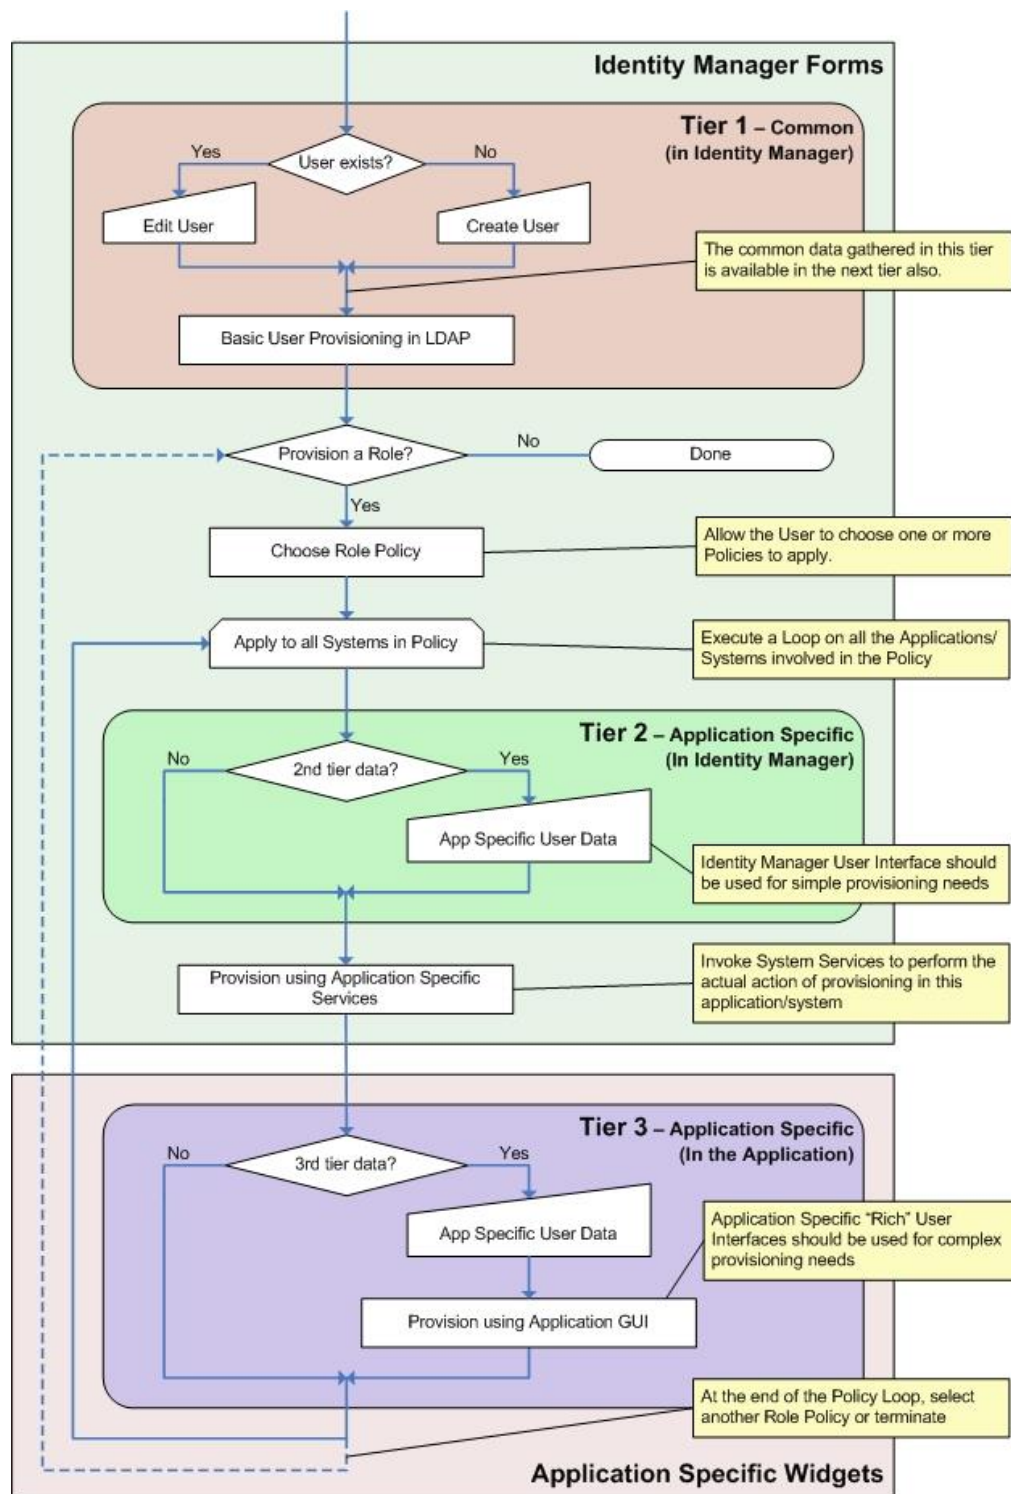 Identity Manager Forms
Tier 1 – Common
(in Identity Manager)
User exists?
Yes
No
Edit User
Create User
The common data gathered in this tier
is available in the next tier also.
Basic User Provisioning in LDAP
Provision a Role?
No
Done
Yes
Choose Role Policy
Allow the User to choose one or more
Policies to apply.
Apply to all Systems in Policy
Execute a Loop on all the Applications/
Systems involved in the Policy
Tier 2 – Application Specific
(In Identity Manager)
No
2nd tier data?
Yes
App Specific User Data
Identity Manager User Interface should
be used for simple provisioning needs
Provision using Application Specific
Services
Invoke System Services to perform the
actual action of provisioning in this
application/system
Tier 3 – Application Specific
(In the Application)
No
3rd tier data?
Yes
App Specific User Data
Application Specific “Rich” User
Interfaces should be used for complex
provisioning needs
Provision using Application GUI
At the end of the Policy Loop, select
another Role Policy or terminate
Application Specific Widgets